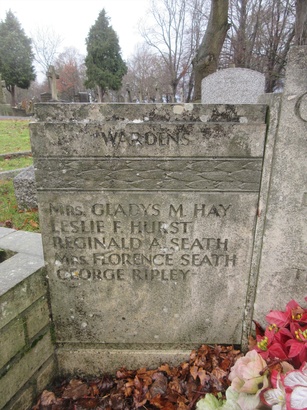 WARDENS
MRS. GLADYS M. HAY
LESLIE F. HURST
REGINALD A. SEATH
MRS. FLORENCE SEATH
GEORGE RIPLEY